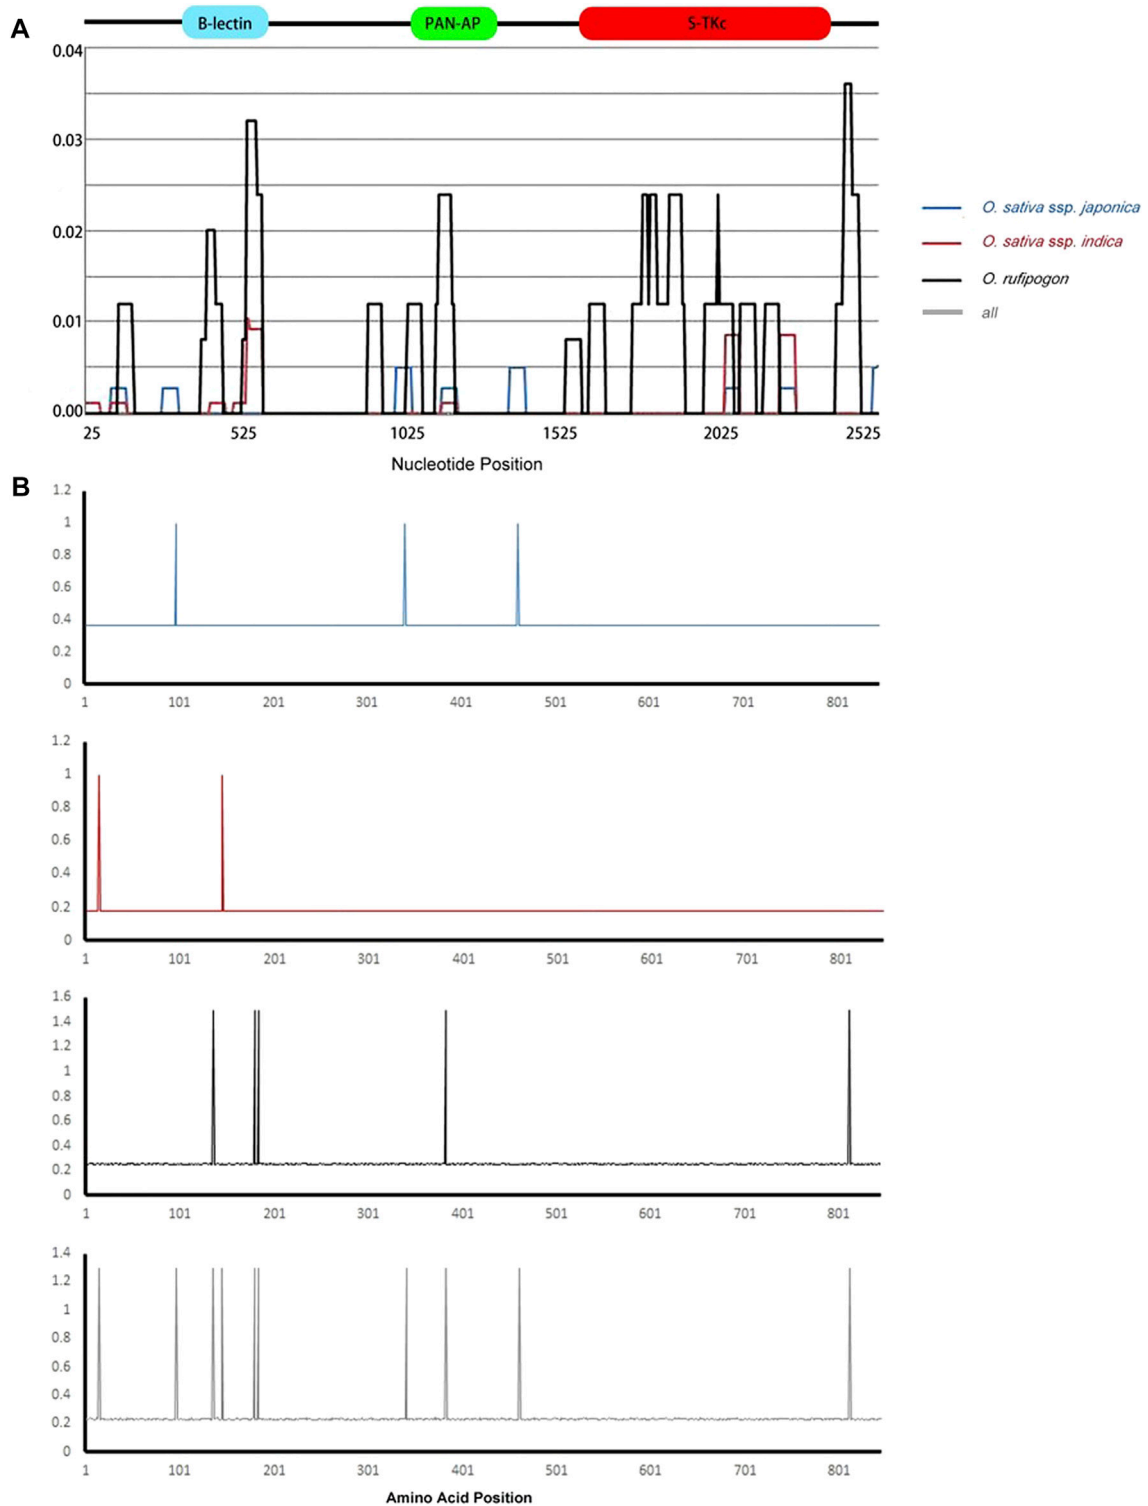 A
B-lectin PAN-AP S-TKc
0.04
0.03
0.02
0.01
0.00
25 525 1025 1525 2025 2525
Nucleotide Position
O. sativa ssp. japonica
O. sativa ssp. indica
O. rufipogon
all
B
1.2
1
0.8
0.6
0.4
0.2
0
1 101 201 301 401 501 601 701 801
1.2
1
0.8
0.6
0.4
0.2
0
1 101 201 301 401 501 601 701 801
1.6
1.4
1.2
1
0.8
0.6
0.4
0.2
0
1 101 201 301 401 501 601 701 801
1.4
1.2
1
0.8
0.6
0.4
0.2
0
1 101 201 301 401 501 601 701 801
Amino Acid Position